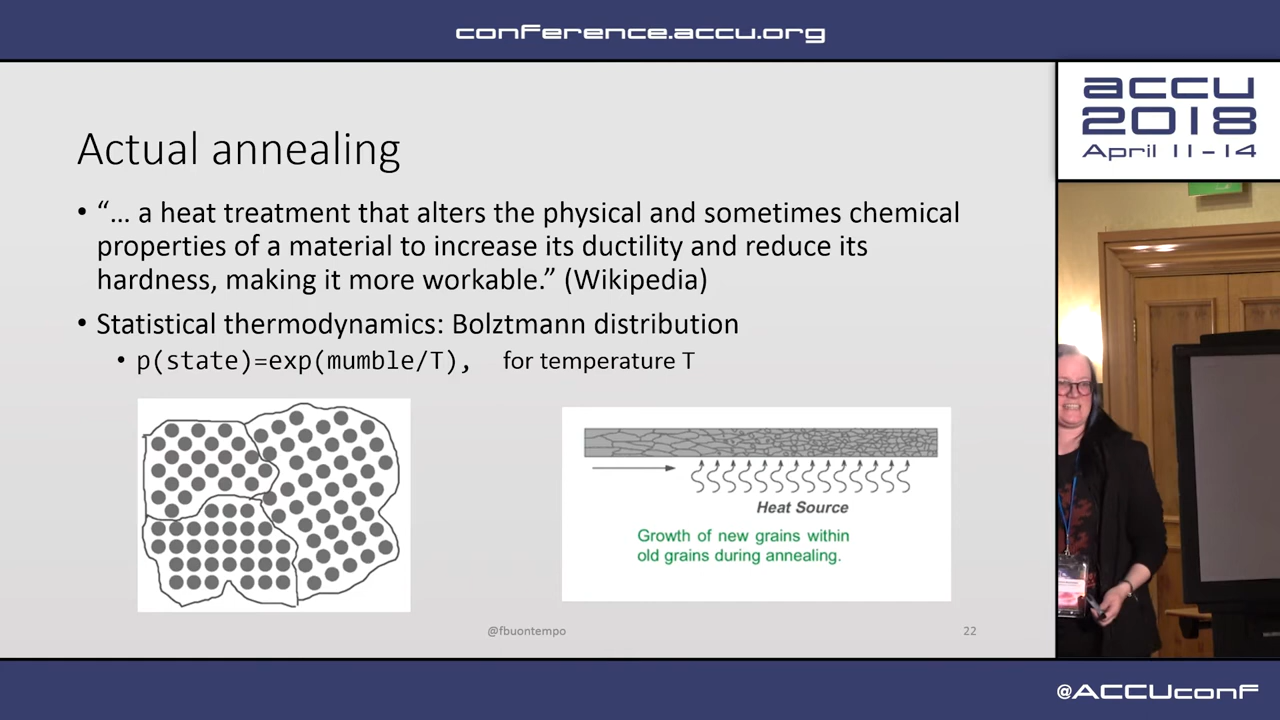 conference.accu.org
accu
2018
April 11-14
Actual annealing
• “… a heat treatment that alters the physical and sometimes chemical
properties of a material to increase its ductility and reduce its
hardness, making it more workable.” (Wikipedia)
• Statistical thermodynamics: Bolztmann distribution
• p(state)=exp(mumble/T), for temperature T
Heat Source
Growth of new grains within
old grains during annealing.
@fbuontempo
22
@ACCUconf